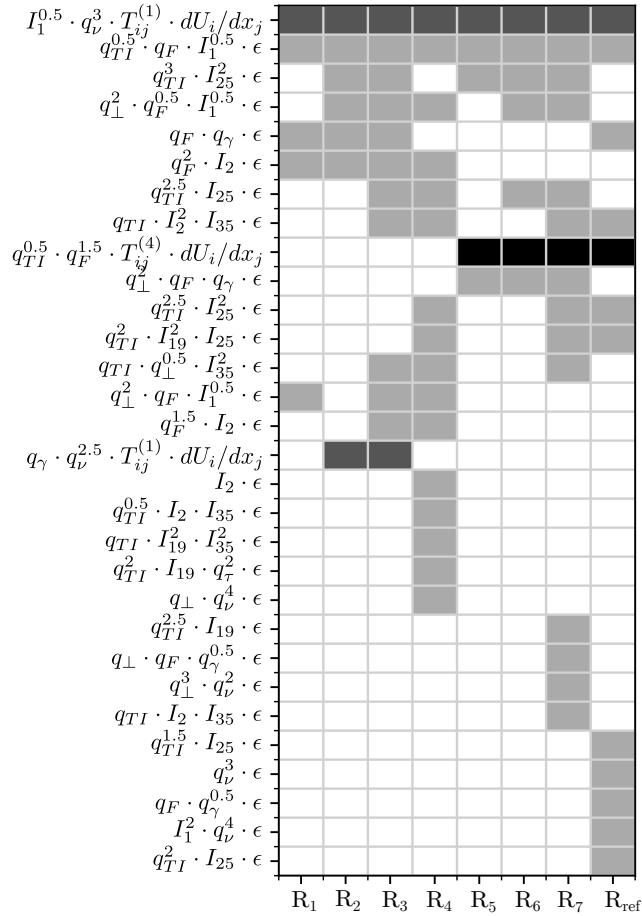 I_1^{0.5} · q_ν^3 · T_{ij}^{(1)} · dU_i/dx_j
q_{TI}^{0.5} · q_F · I_1^{0.5} · ϵ
q_{TI}^3 · I_{25}^2 · ϵ
q_⊥^2 · q_F^{0.5} · I_1^{0.5} · ϵ
q_F · q_γ · ϵ
q_F^2 · I_2 · ϵ
q_{TI}^{2.5} · I_{25} · ϵ
q_{TI} · I_2^2 · I_{35} · ϵ
q_{TI}^{0.5} · q_F^{1.5} · T_{ij}^{(4)} · dU_i/dx_j
q_⊥^2 · q_F · q_γ · ϵ
q_{TI}^{2.5} · I_{25}^2 · ϵ
q_{TI}^2 · I_{19}^2 · I_{25} · ϵ
q_{TI} · q_⊥^{0.5} · I_{35}^2 · ϵ
q_⊥^2 · q_F · I_1^{0.5} · ϵ
q_F^{1.5} · I_2 · ϵ
q_γ · q_ν^{2.5} · T_{ij}^{(1)} · dU_i/dx_j
I_2 · ϵ
q_{TI}^{0.5} · I_2 · I_{35} · ϵ
q_{TI} · I_{19}^2 · I_{35}^2 · ϵ
q_{TI}^2 · I_{19} · q_τ^2 · ϵ
q_⊥ · q_ν^4 · ϵ
q_{TI}^{2.5} · I_{19} · ϵ
q_⊥ · q_F · q_γ^{0.5} · ϵ
q_⊥^3 · q_ν^2 · ϵ
q_{TI} · I_2 · I_{35} · ϵ
q_{TI}^{1.5} · I_{25} · ϵ
q_ν^3 · ϵ
q_F · q_γ^{0.5} · ϵ
I_1^2 · q_ν^4 · ϵ
q_{TI}^2 · I_{25} · ϵ
R_1 R_2 R_3 R_4 R_5 R_6 R_7 R_{ref}